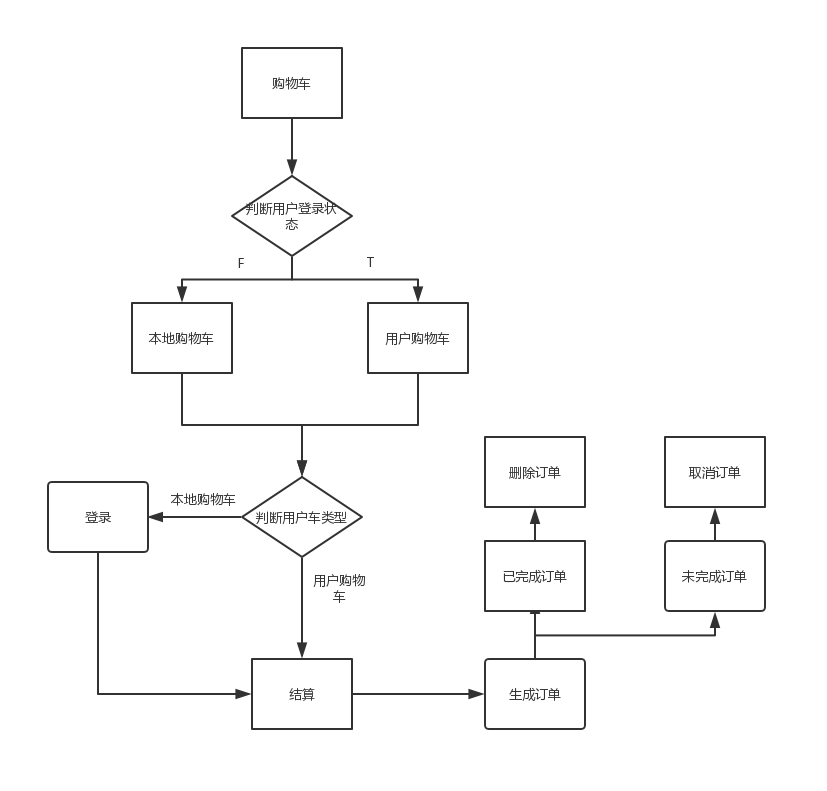 购物车
判断用户登录状
态
F
T
本地购物车
用户购物车
删除订单
取消订单
本地购物车
登录
判断用户车类型
已完成订单
未完成订单
用户购物
车
结算
生成订单